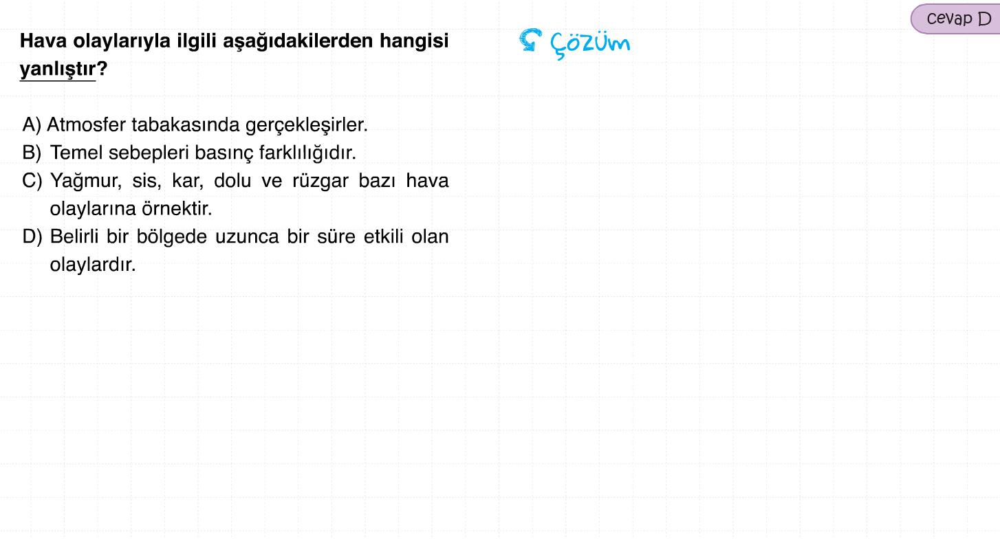 Hava olaylarıyla ilgili aşağıdakilerden hangisi
yanlıştır?
A) Atmosfer tabakasında gerçekleşirler.
B) Temel sebepleri basınç farklılığıdır.
C) Yağmur, sis, kar, dolu ve rüzgar bazı hava
olaylarına örnektir.
D) Belirli bir bölgede uzunca bir süre etkili olan
olaylardır.
Çözüm
cevap D